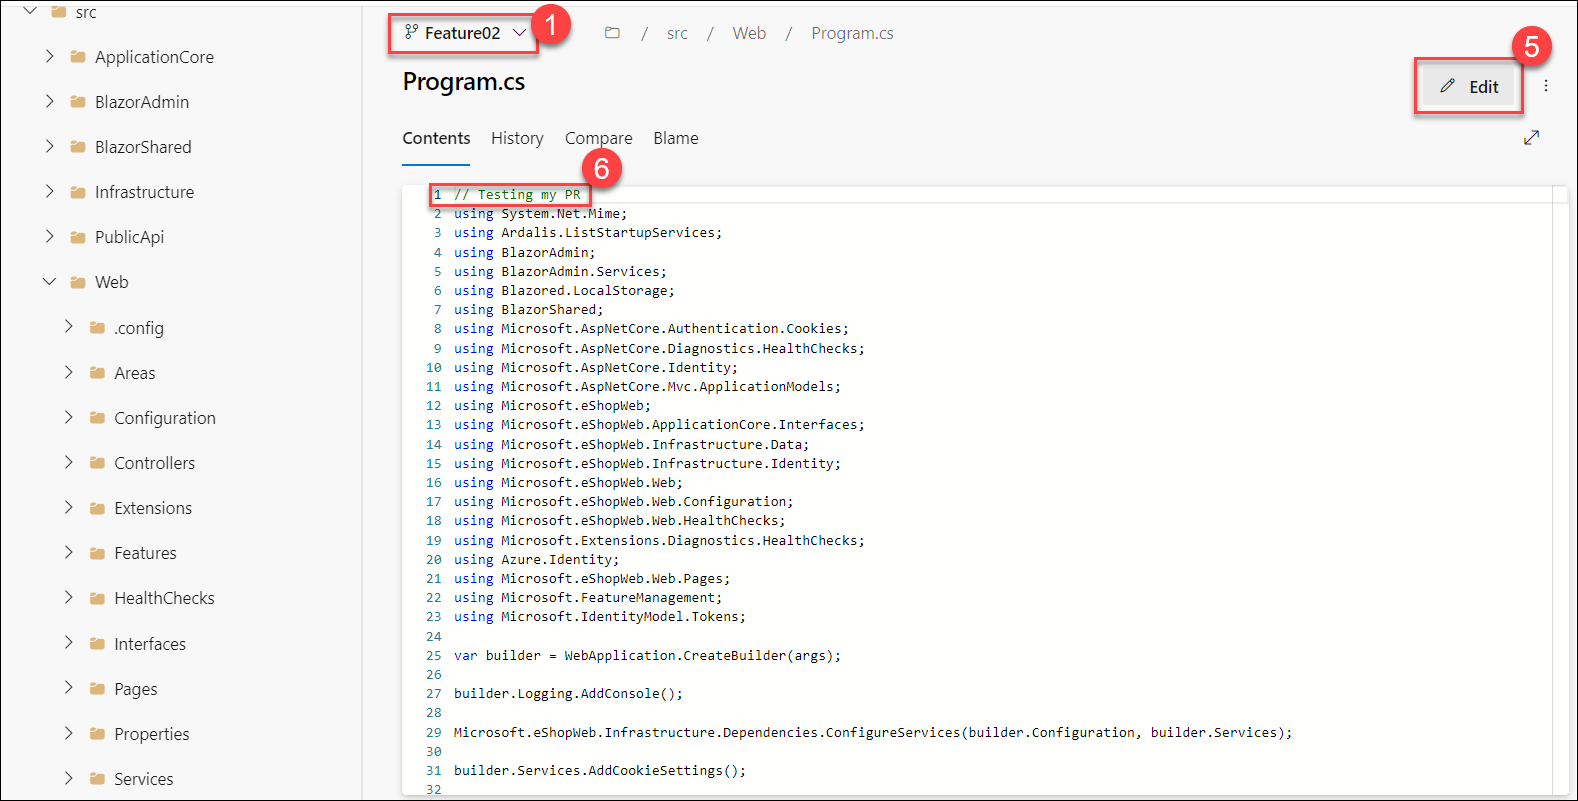 src
ApplicationCore
BlazorAdmin
BlazorShared
Infrastructure
PublicApi
Web
.config
Areas
Configuration
Controllers
Extensions
Features
HealthChecks
Interfaces
Pages
Properties
Services
Feature02
1
/ src / Web / Program.cs
Program.cs
5
Edit
Contents History Compare Blame
6
1 // Testing my PR
2 using System.Net.Mime;
3 using Ardalis.ListStartupServices;
4 using BlazorAdmin;
5 using BlazorAdmin.Services;
6 using Blazored.LocalStorage;
7 using BlazorShared;
8 using Microsoft.AspNetCore.Authentication.Cookies;
9 using Microsoft.AspNetCore.Diagnostics.HealthChecks;
10 using Microsoft.AspNetCore.Identity;
11 using Microsoft.AspNetCore.Mvc.ApplicationModels;
12 using Microsoft.eShopWeb;
13 using Microsoft.eShopWeb.ApplicationCore.Interfaces;
14 using Microsoft.eShopWeb.Infrastructure.Data;
15 using Microsoft.eShopWeb.Infrastructure.Identity;
16 using Microsoft.eShopWeb.Web;
17 using Microsoft.eShopWeb.Web.Configuration;
18 using Microsoft.eShopWeb.Web.HealthChecks;
19 using Microsoft.Extensions.Diagnostics.HealthChecks;
20 using Azure.Identity;
21 using Microsoft.eShopWeb.Web.Pages;
22 using Microsoft.FeatureManagement;
23 using Microsoft.IdentityModel.Tokens;
24
25 var builder = WebApplication.CreateBuilder(args);
26
27 builder.Logging.AddConsole();
28
29 Microsoft.eShopWeb.Infrastructure.Dependencies.ConfigureServices(builder.Configuration, builder.Services);
30
31 builder.Services.AddCookieSettings();
32